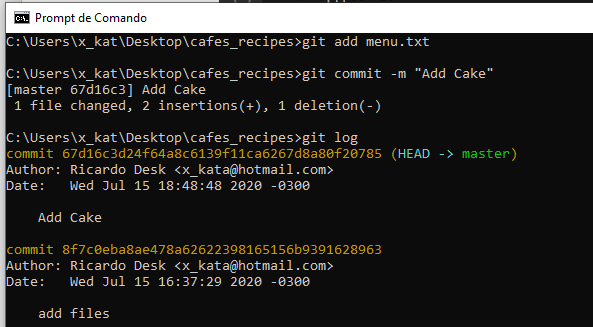 Prompt de Comando
C:\Users\x_kat\Desktop\cafes_recipes>git add menu.txt
C:\Users\x_kat\Desktop\cafes_recipes>git commit -m "Add Cake"
[master 67d16c3] Add Cake
 1 file changed, 2 insertions(+), 1 deletion(-)
C:\Users\x_kat\Desktop\cafes_recipes>git log
commit 67d16c3d24f64a8c6139f11ca6267d8a80f20785 (HEAD -> master)
Author: Ricardo Desk <x_kata@hotmail.com>
Date:   Wed Jul 15 18:48:48 2020 -0300
    Add Cake
commit 8f7c0eba8ae478a62622398165156b9391628963
Author: Ricardo Desk <x_kata@hotmail.com>
Date:   Wed Jul 15 16:37:29 2020 -0300
    add files